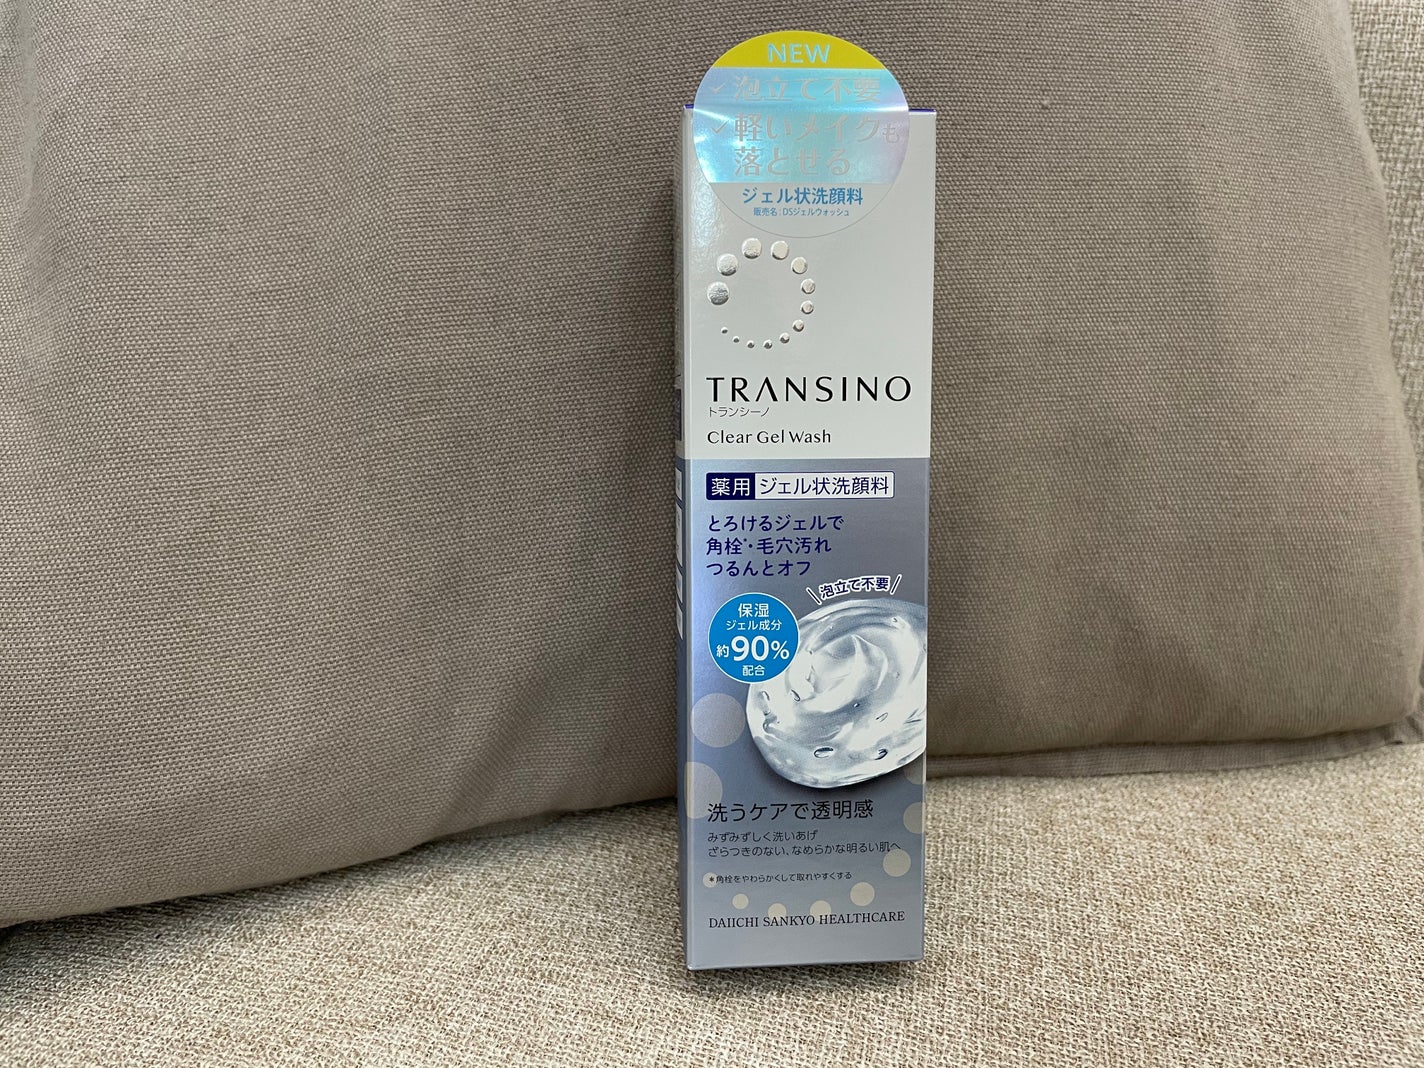 NEW
✓泡立て不要
✓軽いメイクも
落とせる
ジェル状洗顔料
販売名:DSジェルウォッシュ
TRANSINO
トランシーノ
Clear Gel Wash
薬用 ジェル状洗顔料
とろけるジェルで
角栓*・毛穴汚れ
つるんとオフ
\泡立て不要/
保湿
ジェル成分
約90%
配合
洗うケアで透明感
みずみずしく洗いあげ
ざらつきのない、なめらかな明るい肌へ
*角栓をやわらかくして取れやすくする
DAIICHI SANKYO HEALTHCARE